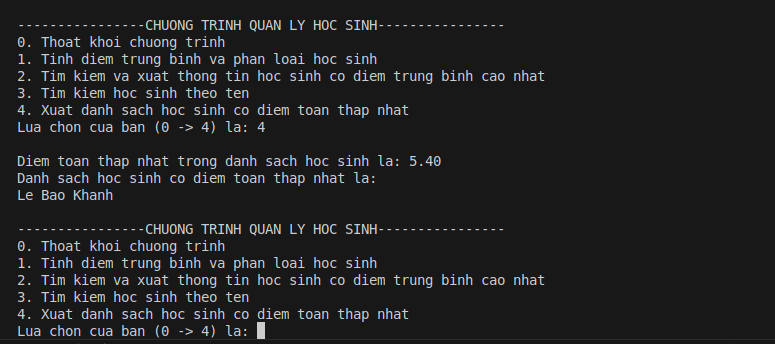 ----------------CHUONG TRINH QUAN LY HOC SINH----------------
0. Thoat khoi chuong trinh
1. Tinh diem trung binh va phan loai hoc sinh
2. Tim kiem va xuat thong tin hoc sinh co diem trung binh cao nhat
3. Tim kiem hoc sinh theo ten
4. Xuat danh sach hoc sinh co diem toan thap nhat
Lua chon cua ban (0 -> 4) la: 4
Diem toan thap nhat trong danh sach hoc sinh la: 5.40
Danh sach hoc sinh co diem toan thap nhat la:
Le Bao Khanh
----------------CHUONG TRINH QUAN LY HOC SINH----------------
0. Thoat khoi chuong trinh
1. Tinh diem trung binh va phan loai hoc sinh
2. Tim kiem va xuat thong tin hoc sinh co diem trung binh cao nhat
3. Tim kiem hoc sinh theo ten
4. Xuat danh sach hoc sinh co diem toan thap nhat
Lua chon cua ban (0 -> 4) la: